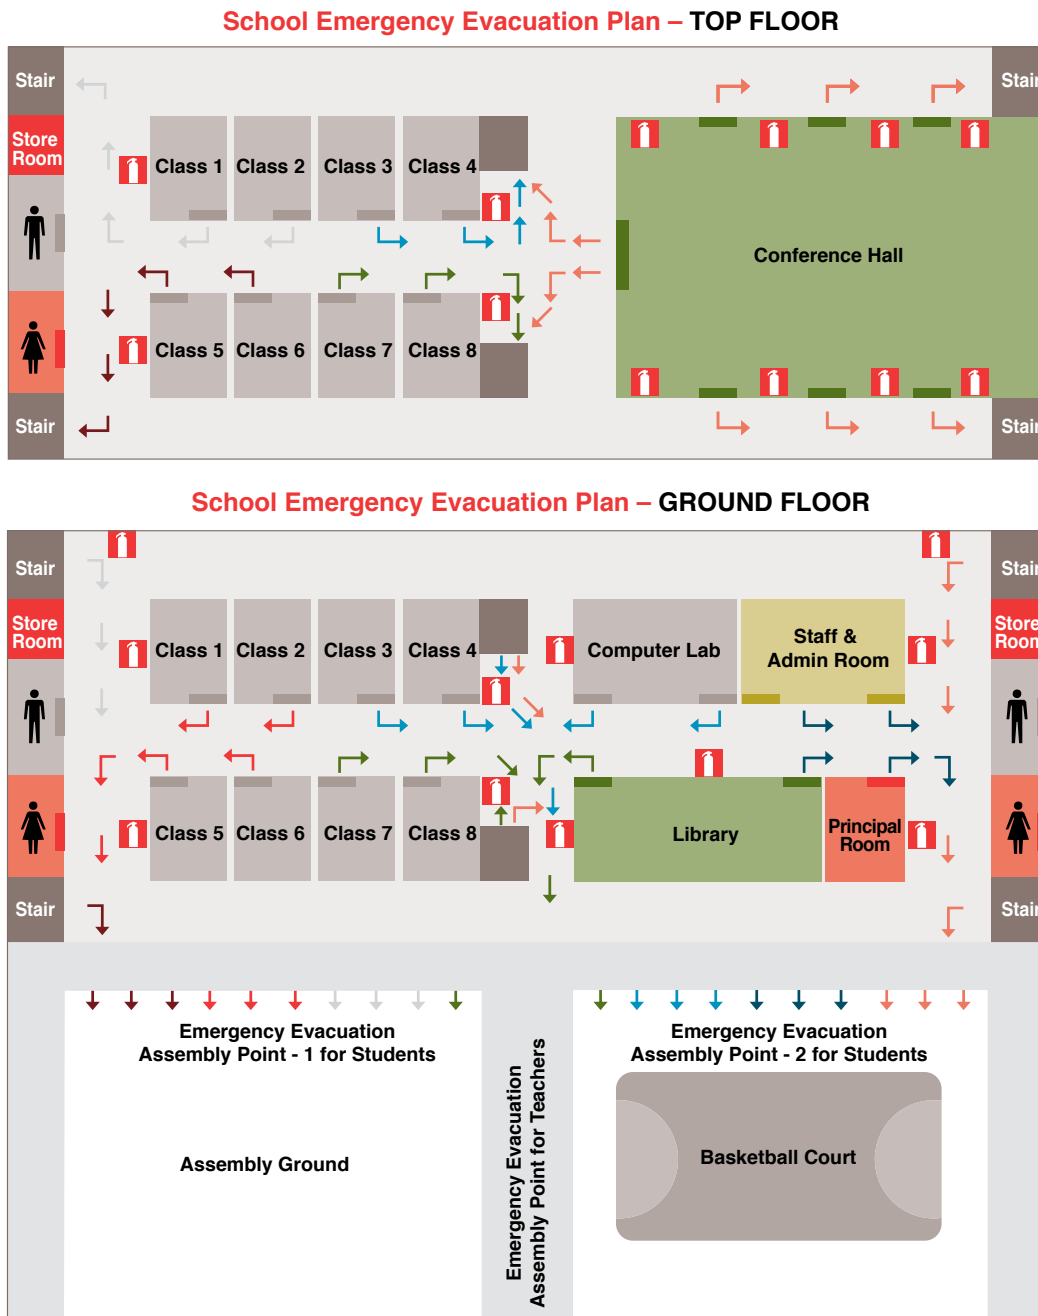 School Emergency Evacuation Plan – TOP FLOOR
Stair
Stair
Store
Room
Class 1
Class 2
Class 3
Class 4
Conference Hall
Class 5
Class 6
Class 7
Class 8
Stair
Stair
School Emergency Evacuation Plan – GROUND FLOOR
Stair
Stair
Store
Room
Store
Room
Class 1
Class 2
Class 3
Class 4
Computer Lab
Staff &
Admin Room
Class 5
Class 6
Class 7
Class 8
Library
Principal
Room
Stair
Stair
Emergency Evacuation
Assembly Point - 1 for Students
Assembly Ground
Emergency Evacuation
Assembly Point for Teachers
Emergency Evacuation
Assembly Point - 2 for Students
Basketball Court